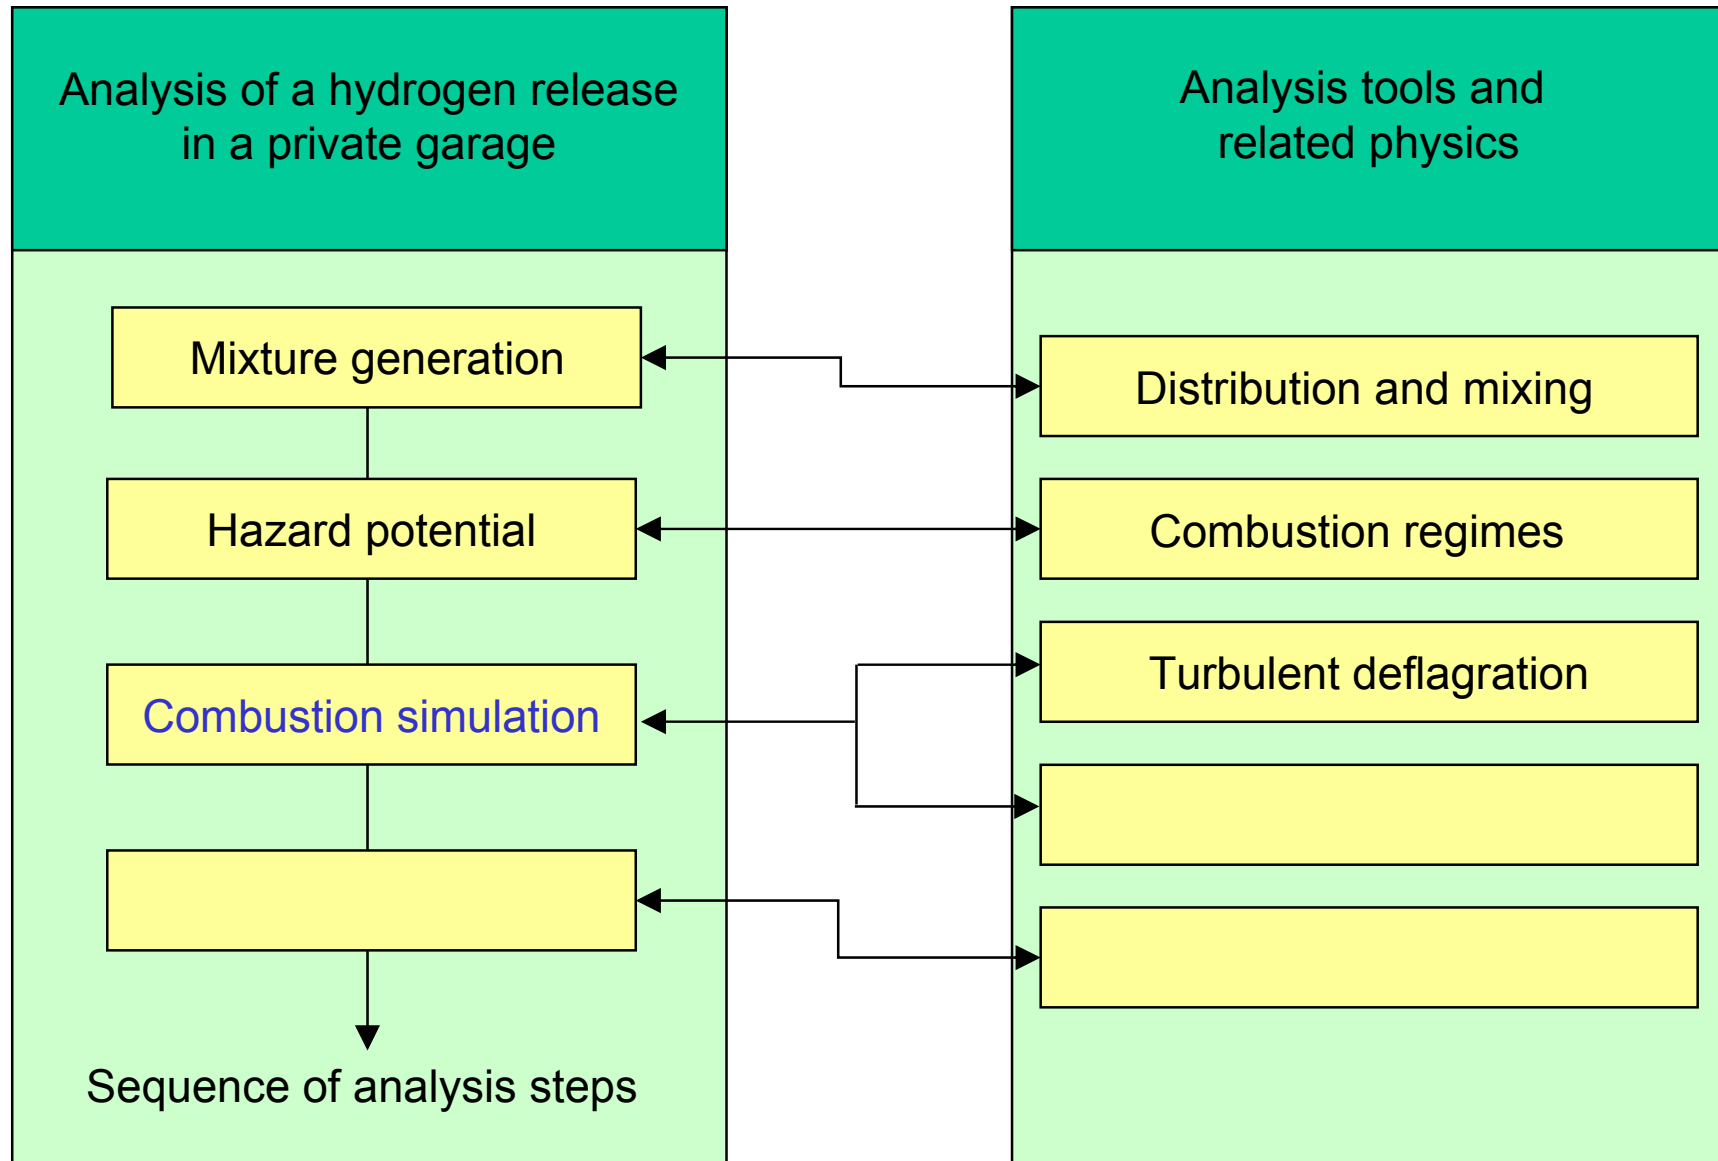 Analysis of a hydrogen release
in a private garage
Mixture generation
Hazard potential
Combustion simulation
Sequence of analysis steps
Analysis tools and
related physics
Distribution and mixing
Combustion regimes
Turbulent deflagration